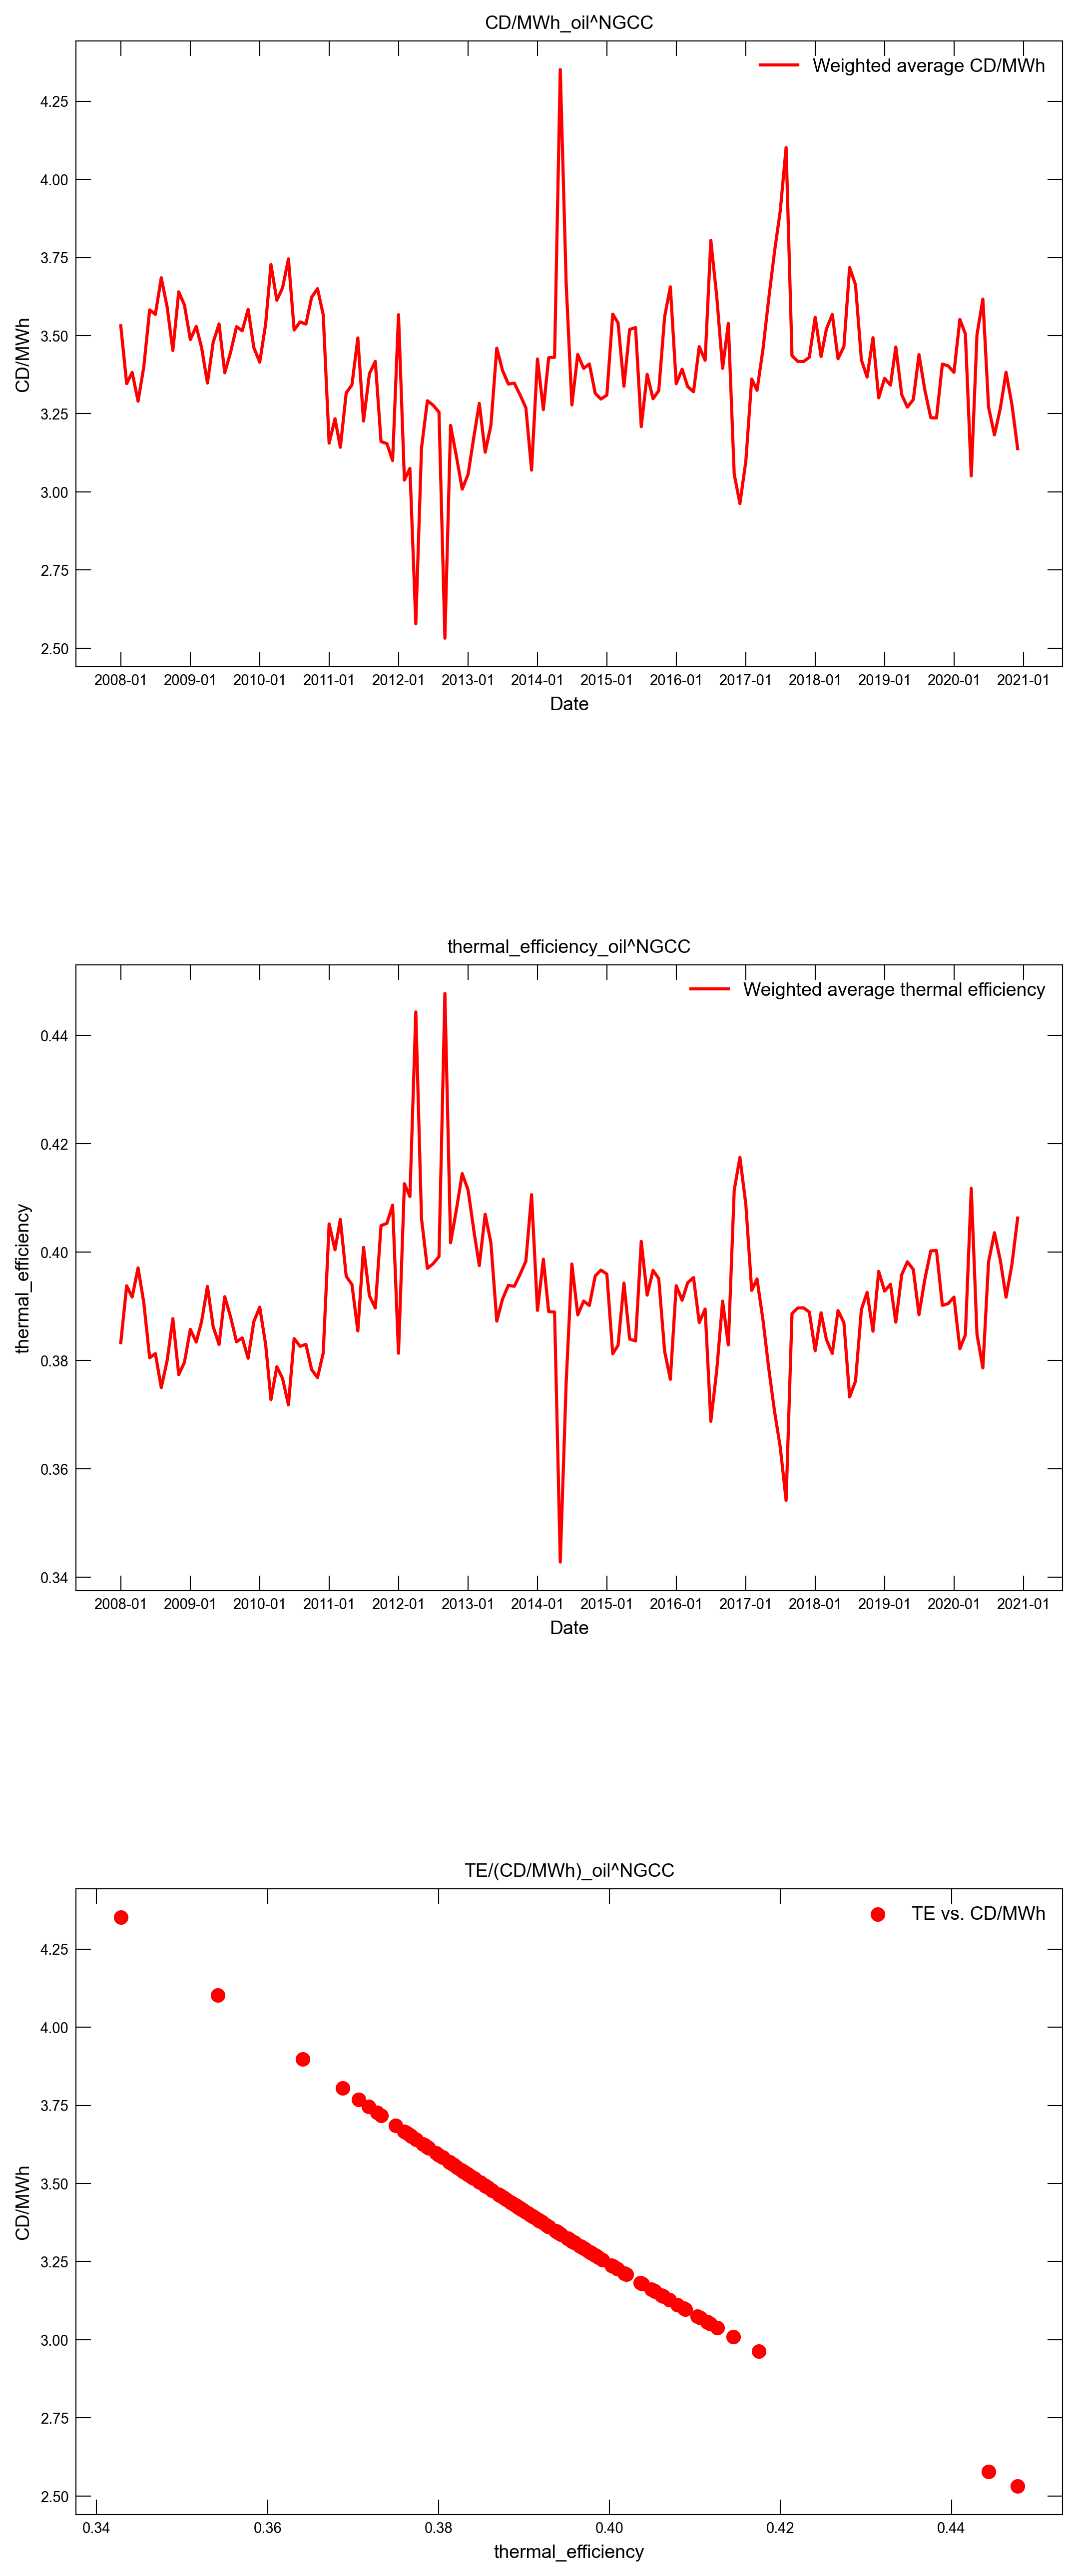 CD/MWh_oil^NGCC
Weighted average CD/MWh
4.25
4.00
3.75
3.50
3.25
3.00
2.75
2.50
CD/MWh
2008-01 2009-01 2010-01 2011-01 2012-01 2013-01 2014-01 2015-01 2016-01 2017-01 2018-01 2019-01 2020-01 2021-01
Date
thermal_efficiency_oil^NGCC
Weighted average thermal efficiency
0.44
0.42
0.40
0.38
0.36
0.34
thermal_efficiency
2008-01 2009-01 2010-01 2011-01 2012-01 2013-01 2014-01 2015-01 2016-01 2017-01 2018-01 2019-01 2020-01 2021-01
Date
TE/(CD/MWh)_oil^NGCC
TE vs. CD/MWh
4.25
4.00
3.75
3.50
3.25
3.00
2.75
2.50
CD/MWh
0.34 0.36 0.38 0.40 0.42 0.44
thermal_efficiency